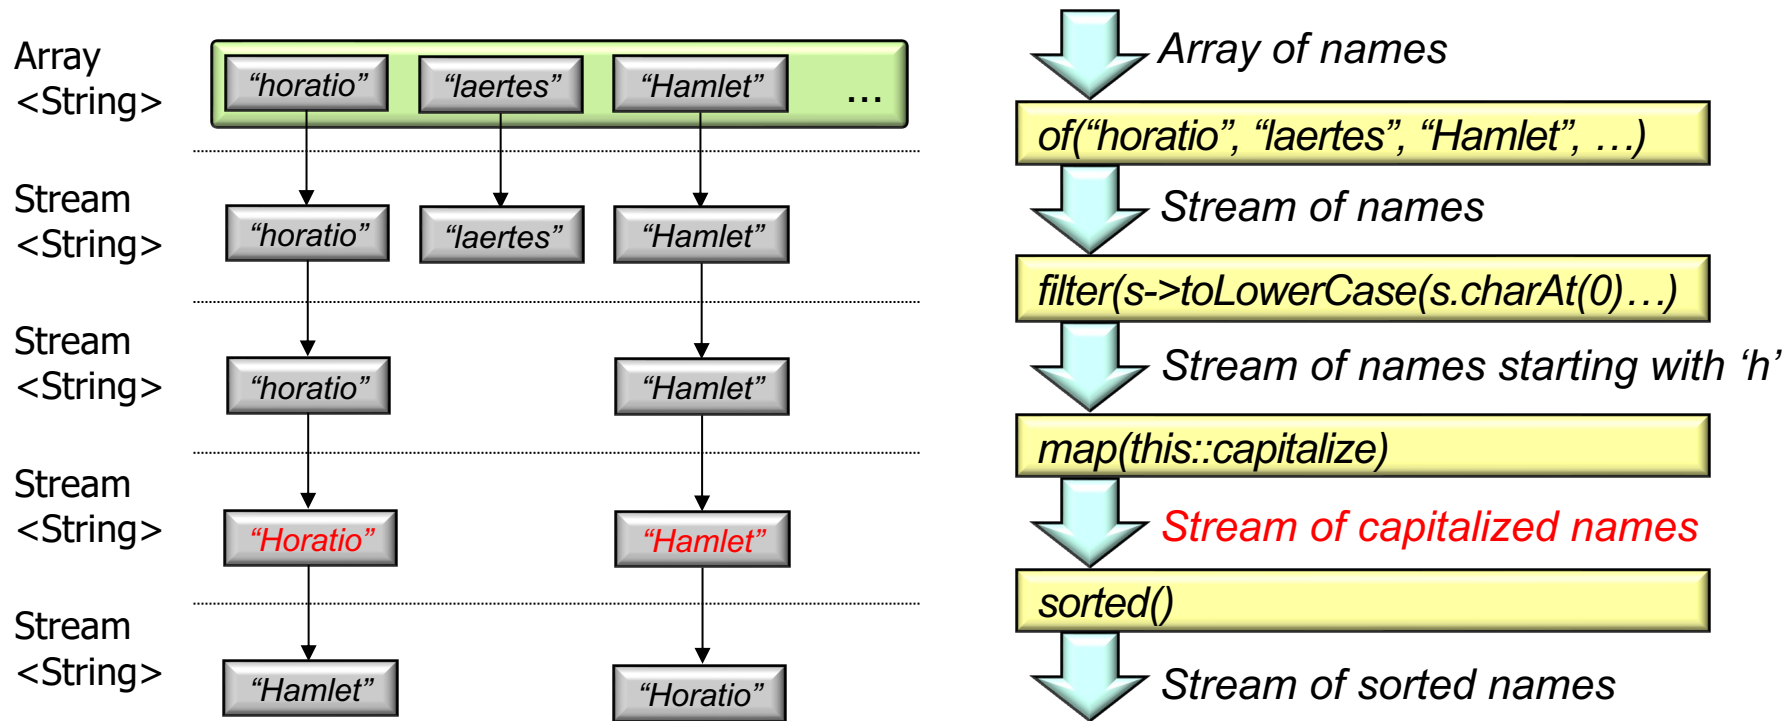 Array
<String>
“horatio”
“laertes”
“Hamlet”
...
Stream
<String>
“horatio”
“laertes”
“Hamlet”
Stream
<String>
“horatio”
“Hamlet”
Stream
<String>
“Horatio”
“Hamlet”
Stream
<String>
“Hamlet”
“Horatio”
Array of names
of(“horatio”, “laertes”, “Hamlet”, …)
Stream of names
filter(s->toLowerCase(s.charAt(0)…)
Stream of names starting with ‘h’
map(this::capitalize)
Stream of capitalized names
sorted()
Stream of sorted names